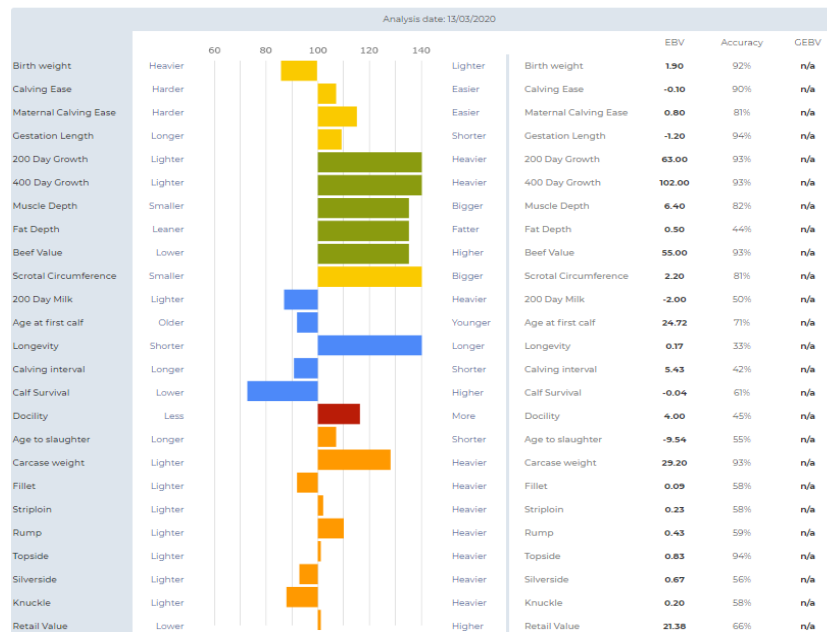 Analysis date: 13/03/2020
60 80 100 120 140 EBV Accuracy GEBV
Birth weight Heavier Lighter Birth weight 1.90 92% n/a
Calving Ease Harder Easier Calving Ease -0.10 90% n/a
Maternal Calving Ease Harder Easier Maternal Calving Ease 0.80 81% n/a
Gestation Length Longer Shorter Gestation Length -1.20 94% n/a
200 Day Growth Lighter Heavier 200 Day Growth 63.00 93% n/a
400 Day Growth Lighter Heavier 400 Day Growth 102.00 93% n/a
Muscle Depth Smaller Bigger Muscle Depth 6.40 82% n/a
Fat Depth Leaner Fatter Fat Depth 0.50 44% n/a
Beef Value Lower Higher Beef Value 55.00 93% n/a
Scrotal Circumference Smaller Bigger Scrotal Circumference 2.20 81% n/a
200 Day Milk Lighter Heavier 200 Day Milk -2.00 50% n/a
Age at first calf Older Younger Age at first calf 24.72 71% n/a
Longevity Shorter Longer Longevity 0.17 33% n/a
Calving interval Longer Shorter Calving interval 5.43 42% n/a
Calf Survival Lower Higher Calf Survival -0.04 61% n/a
Docility Less More Docility 4.00 45% n/a
Age to slaughter Longer Shorter Age to slaughter -9.54 55% n/a
Carcase weight Lighter Heavier Carcase weight 29.20 93% n/a
Fillet Lighter Heavier Fillet 0.09 58% n/a
Striploin Lighter Heavier Striploin 0.23 58% n/a
Rump Lighter Heavier Rump 0.43 59% n/a
Topside Lighter Heavier Topside 0.83 94% n/a
Silverside Lighter Heavier Silverside 0.67 56% n/a
Knuckle Lighter Heavier Knuckle 0.20 58% n/a
Retail Value Lower Higher Retail Value 21.38 66% n/a